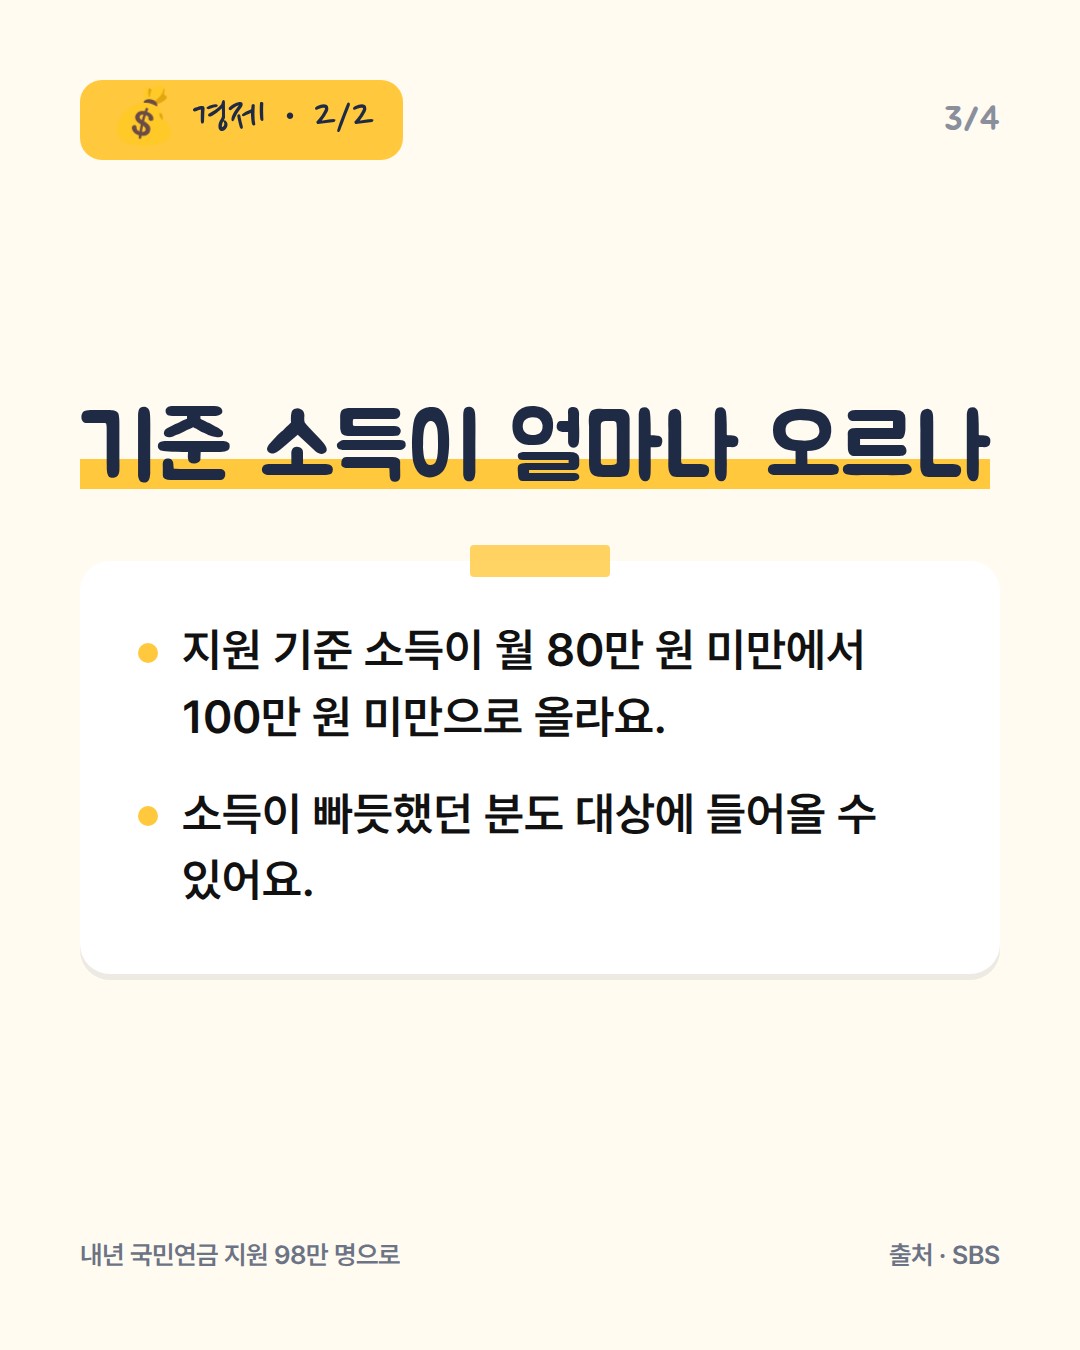 경제 · 2/2
3/4
기준 소득이 얼마나 오르나
지원 기준 소득이 월 80만 원 미만에서
100만 원 미만으로 올라요.
소득이 빠듯했던 분도 대상에 들어올 수
있어요.
내년 국민연금 지원 98만 명으로
출처 · SBS